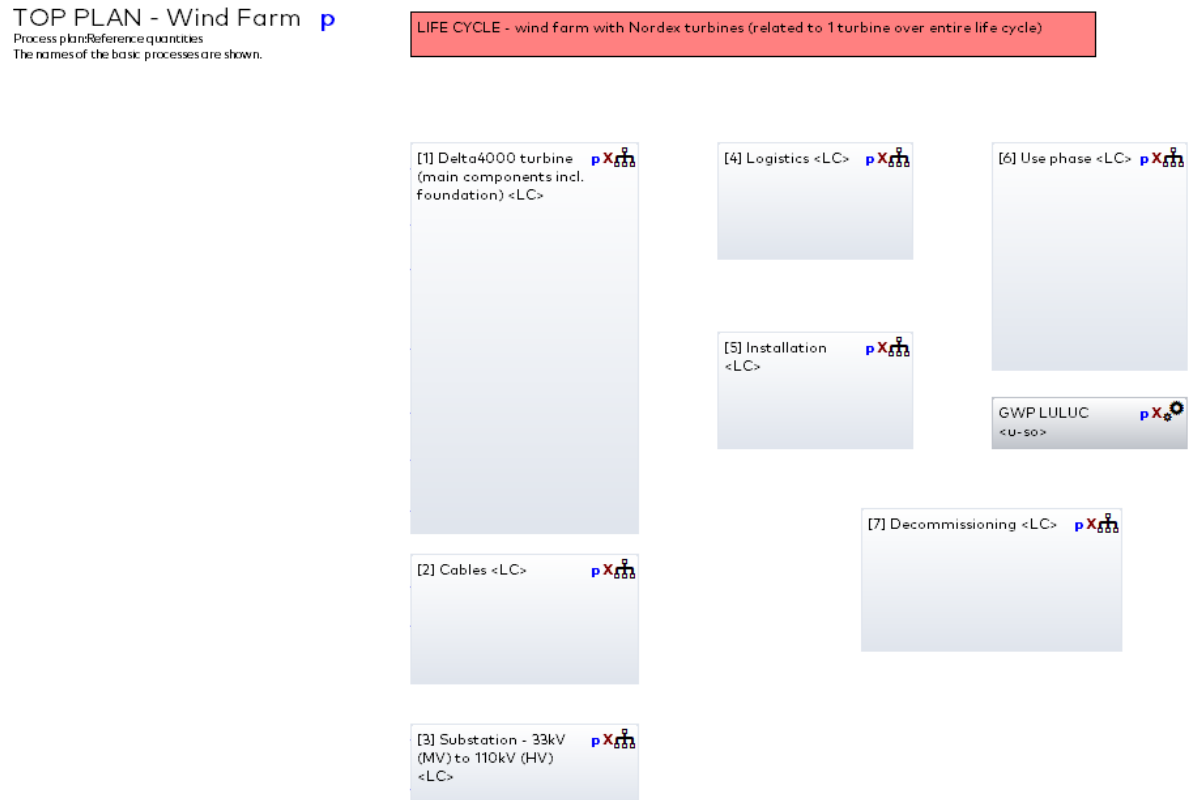 TOP PLAN - Wind Farm p
Process plan:Reference quantities
The names of the basic processes are shown.
LIFE CYCLE - wind farm with Nordex turbines (related to 1 turbine over entire life cycle)
[1] Delta4000 turbine p X
(main components incl.
foundation) <LC>
[4] Logistics <LC> p X
[6] Use phase <LC> p X
[5] Installation p X
<LC>
GWP LULUC p X
<u-so>
[7] Decommissioning <LC> p X
[2] Cables <LC> p X
[3] Substation - 33kV p X
(MV) to 110kV (HV)
<LC>